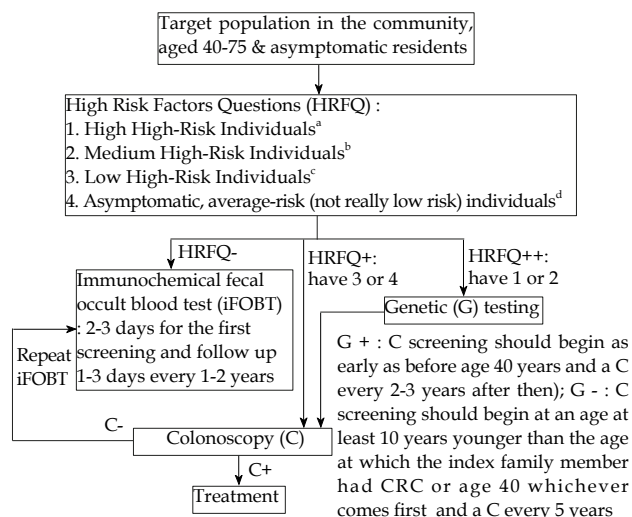 Target population in the community,
aged 40-75 & asymptomatic residents
High Risk Factors Questions (HRFQ) :
1. High High-Risk Individualsᵃ
2. Medium High-Risk Individualsᵇ
3. Low High-Risk Individualsᶜ
4. Asymptomatic, average-risk (not really low risk) individualsᵈ
HRFQ-
Immunochemical fecal
occult blood test (iFOBT)
: 2-3 days for the first
screening and follow up
1-3 days every 1-2 years
HRFQ+:
have 3 or 4
HRFQ++:
have 1 or 2
Genetic (G) testing
G + : C screening should begin as
early as before age 40 years and a C
every 2-3 years after then); G - : C
screening should begin at an age at
least 10 years younger than the age
at which the index family member
had CRC or age 40 whichever
comes first and a C every 5 years
Repeat
iFOBT
C-
Colonoscopy (C)
C+
Treatment